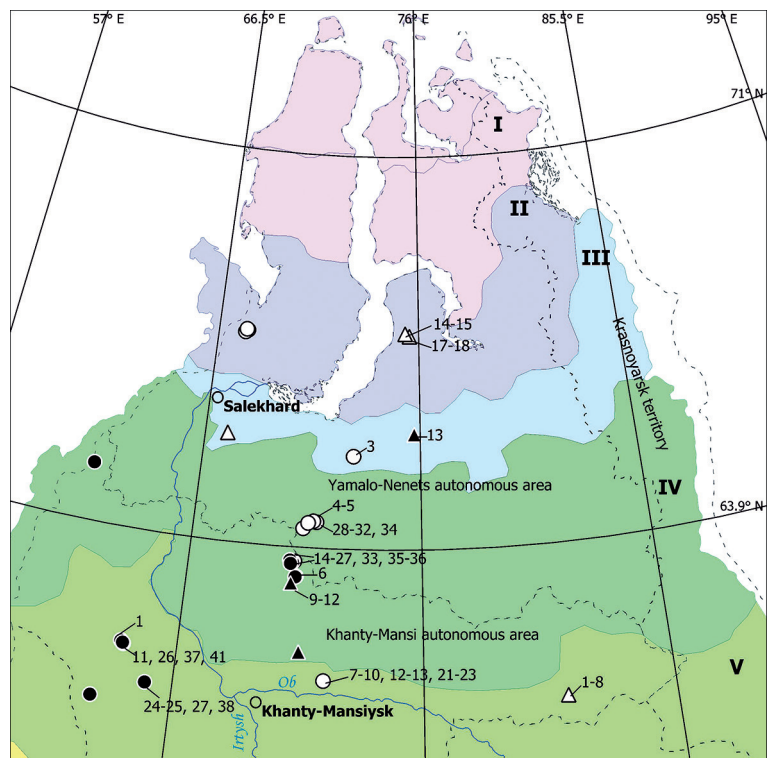 57° E
66.5° E
76° E
85.5° E
95° E
71° N
I
II
III
14-15
17-18
Krasnoyarsk territory
Salekhard
13
3
Yamalo-Nenets autonomous area
IV
4-5
63.9° N
28-32, 34
14-27, 33, 35-36
6
9-12
1
Khanty-Mansi autonomous area
11, 26, 37, 41
V
Ob
7-10, 12-13, 21-23
1-8
24-25, 27, 38
Khanty-Mansiysk
Irtysh